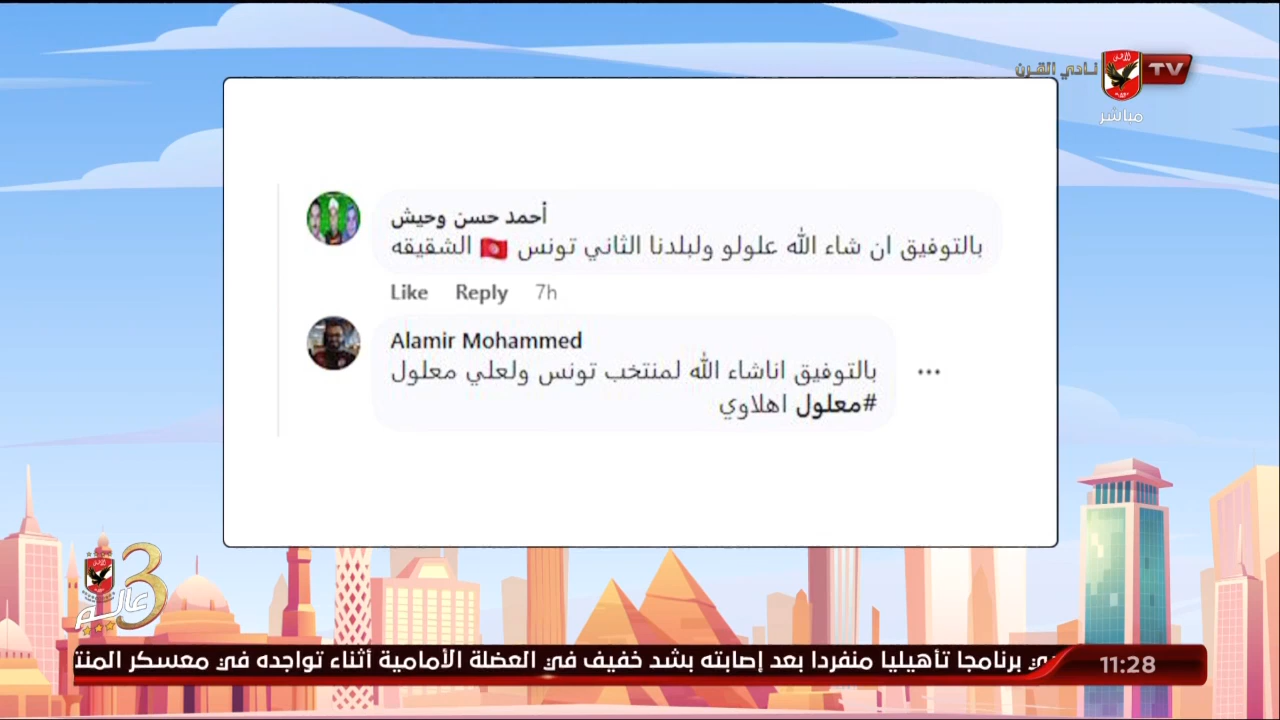 نادي القرن
TV
مباشر
أحمد حسن وحيش
بالتوفيق ان شاء الله علولو ولبلدنا الثاني تونس 🇹🇳 الشقيقه
Like Reply 7h
Alamir Mohammed
بالتوفيق اناشاء الله لمنتخب تونس ولعلي معلول
#معلول اهلاوي
3
عالم
برنامجا تأهيليا منفردا بعد إصابته بشد خفيف في العضلة الأمامية أثناء تواجده في معسكر
11:28